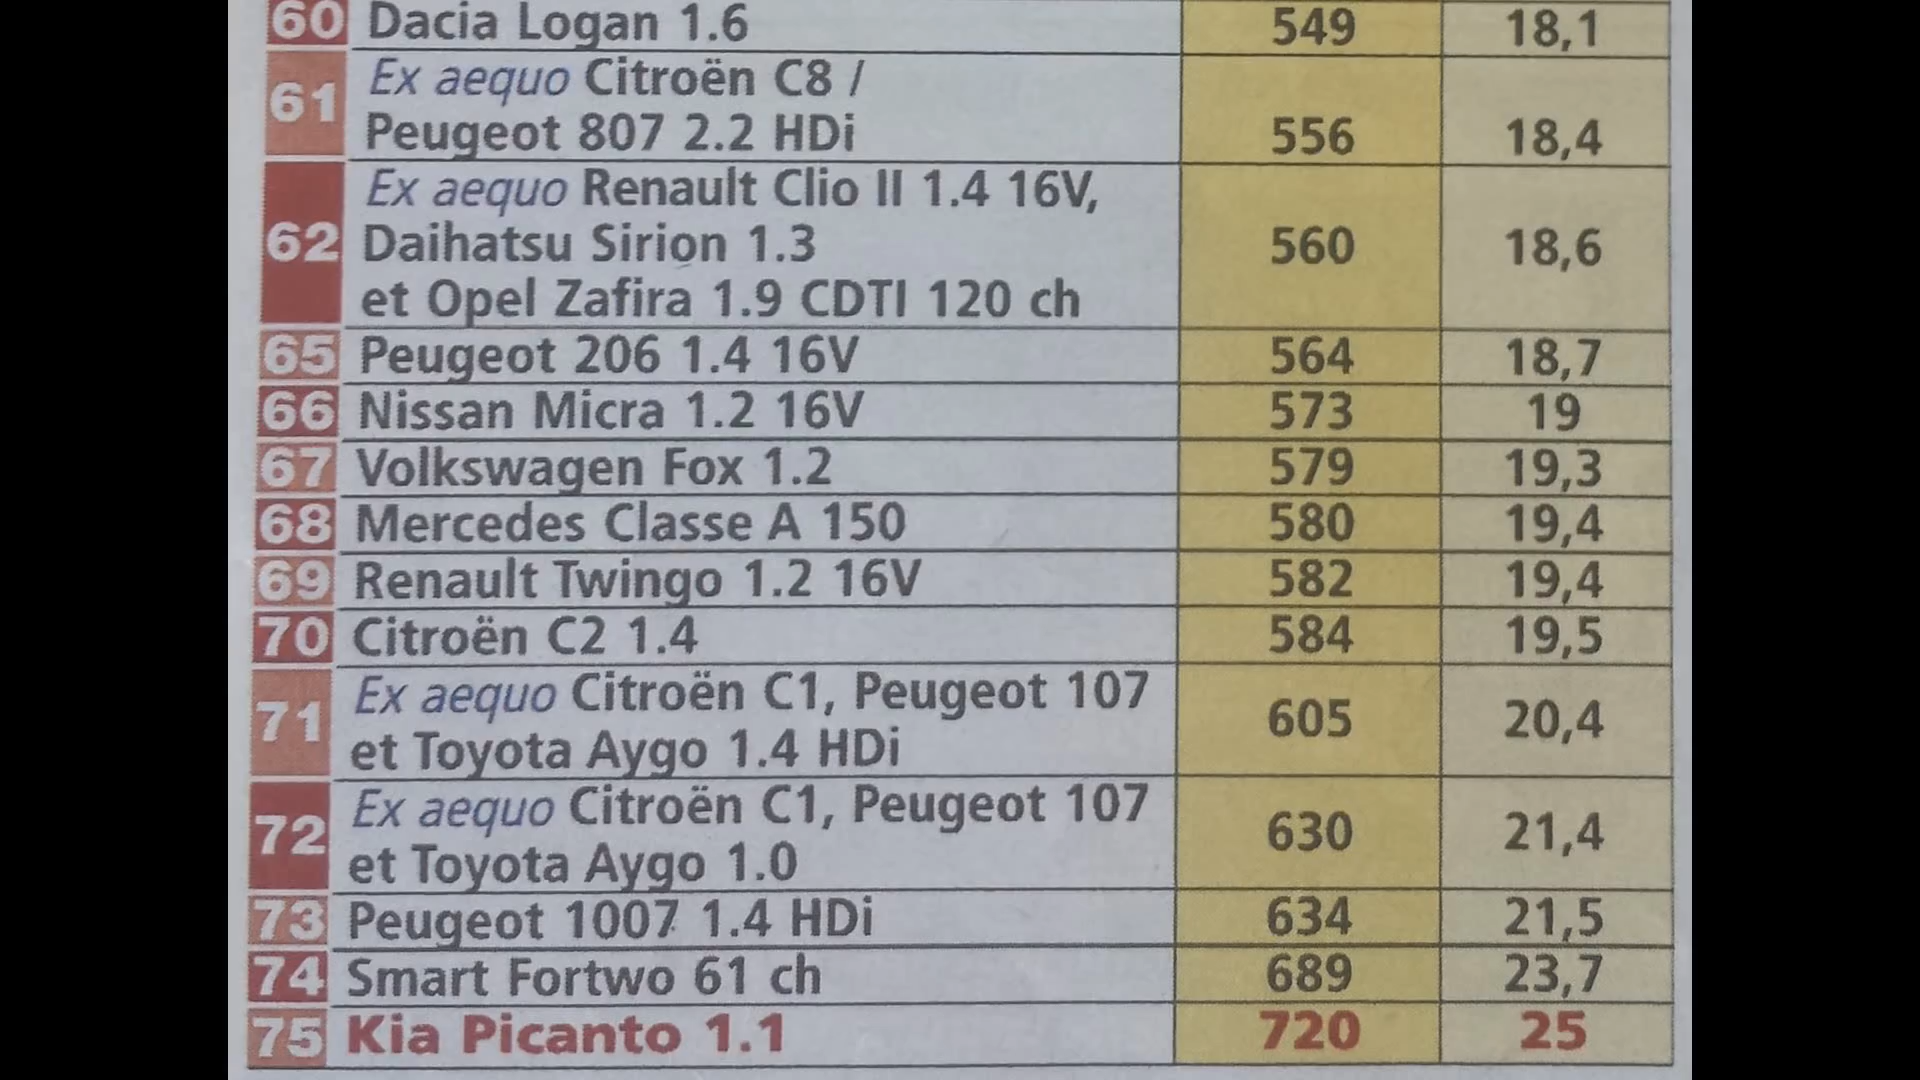 60 Dacia Logan 1.6 549 18,1
61 Ex aequo Citroën C8 /
Peugeot 807 2.2 HDi 556 18,4
Ex aequo Renault Clio II 1.4 16V,
62 Daihatsu Sirion 1.3 560 18,6
et Opel Zafira 1.9 CDTI 120 ch
65 Peugeot 206 1.4 16V 564 18,7
66 Nissan Micra 1.2 16V 573 19
67 Volkswagen Fox 1.2 579 19,3
68 Mercedes Classe A 150 580 19,4
69 Renault Twingo 1.2 16V 582 19,4
70 Citroën C2 1.4 584 19,5
71 Ex aequo Citroën C1, Peugeot 107 605 20,4
et Toyota Aygo 1.4 HDi
72 Ex aequo Citroën C1, Peugeot 107 630 21,4
et Toyota Aygo 1.0
73 Peugeot 1007 1.4 HDi 634 21,5
74 Smart Fortwo 61 ch 689 23,7
75 Kia Picanto 1.1 720 25